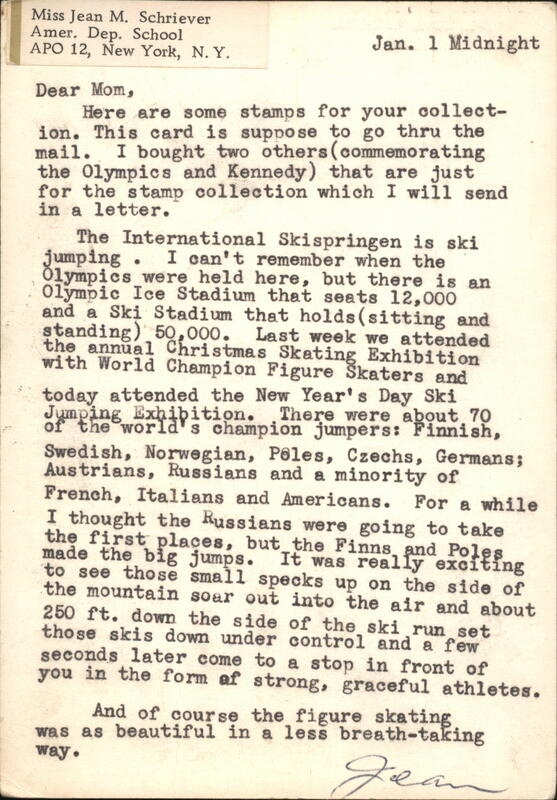 Miss Jean M. Schriever
Amer. Dep. School
APO 12, New York, N. Y.
Jan. 1 Midnight
Dear Mom,
Here are some stamps for your collect-
ion. This card is suppose to go thru the
mail. I bought two others(commemorating
the Olympics and Kennedy) that are just
for the stamp collection which I will send
in a letter.
The International Skispringen is ski
jumping . I can't remember when the
Olympics were held here, but there is an
Olympic Ice Stadium that seats 12,000
and a Ski Stadium that holds(sitting and
standing) 50,000. Last week we attended
the annual Christmas Skating Exhibition
with World Champion Figure Skaters and
today attended the New Year's Day Ski
Jumping Exhibition. There were about 70
of the world's champion jumpers: Finnish,
Swedish, Norwegian, Poles, Czechs, Germans;
Austrians, Russians and a minority of
French, Italians and Americans. For a while
I thought the Russians were going to take
the first places, but the Finns and Poles
made the big jumps. It was really exciting
to see those small specks up on the side of
the mountain soar out into the air and about
250 ft. down the side of the ski run set
those skis down under control and a few
seconds later come to a stop in front of
you in the form of strong, graceful athletes.
And of course the figure skating
was as beautiful in a less breath-taking
way.
Jean